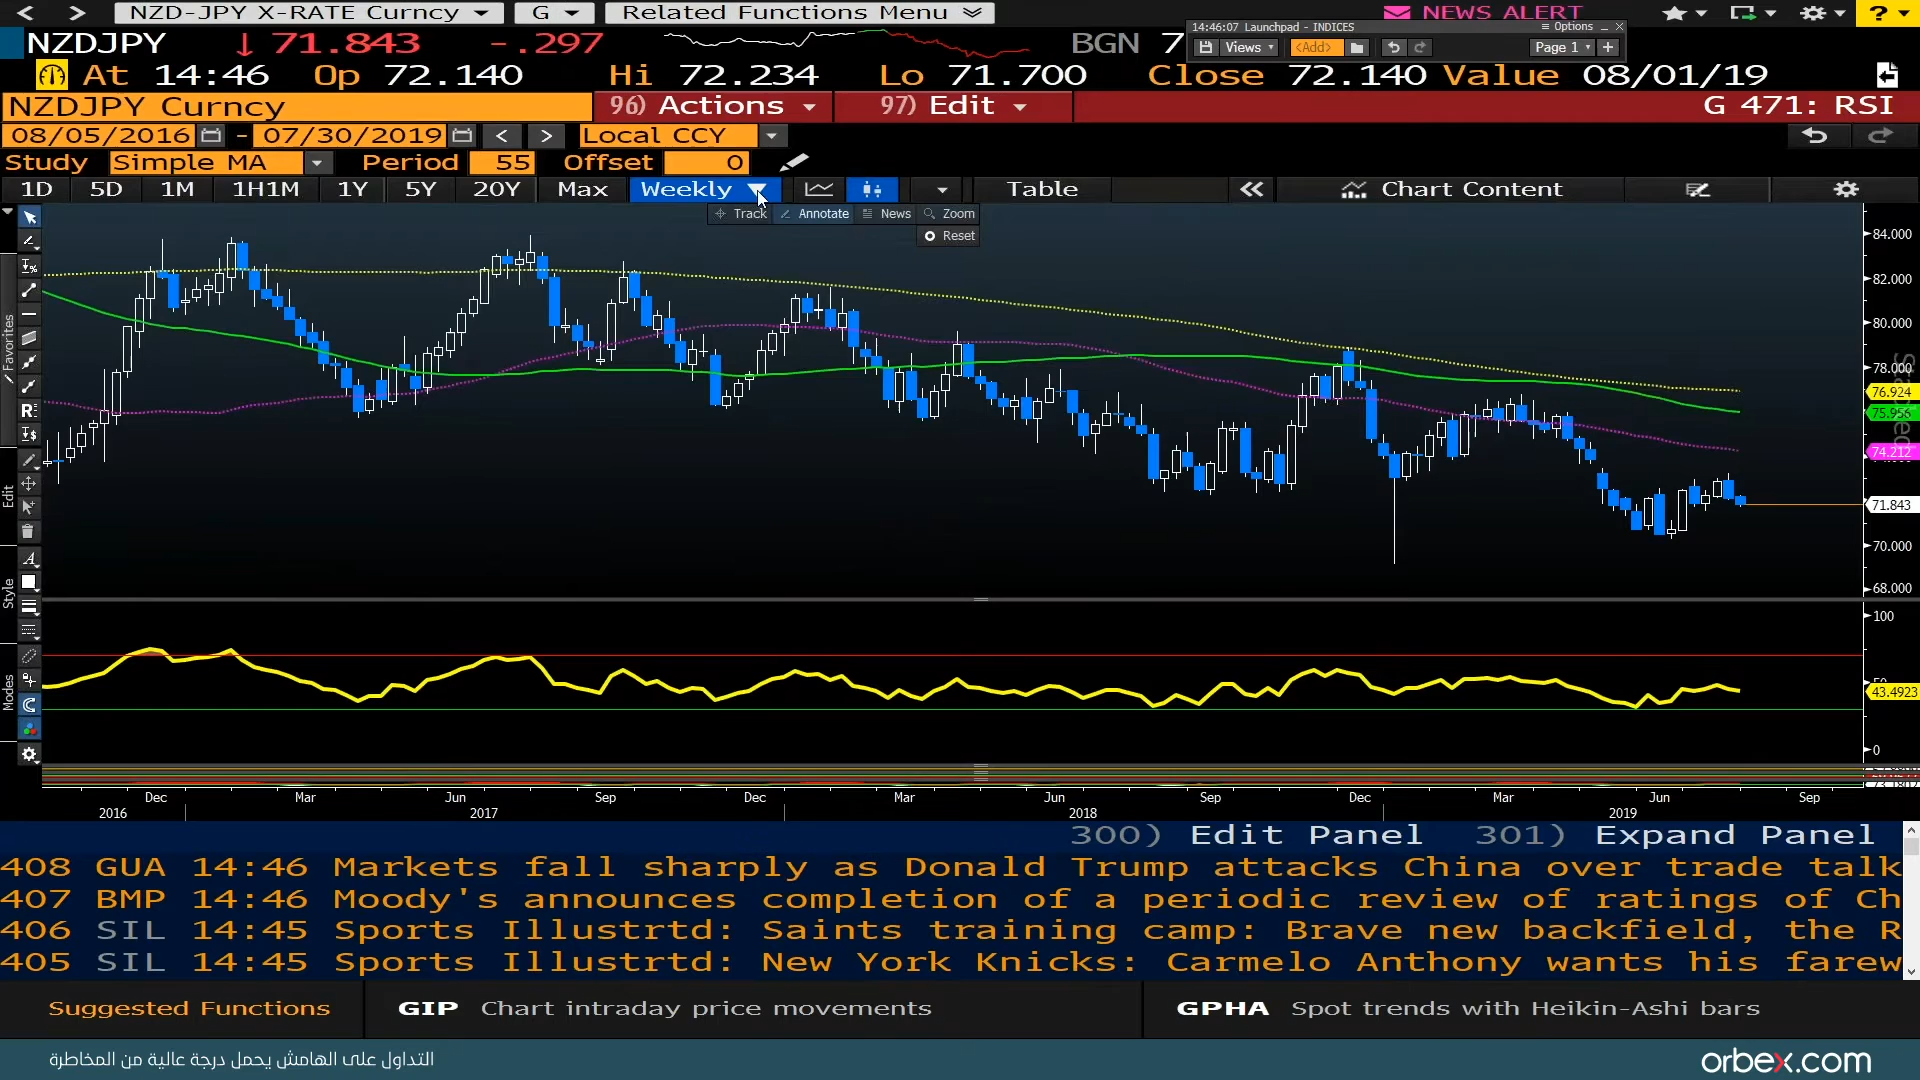 NZD-JPY X-RATE Curncy G Related Functions Menu NEWS ALERT ?
NZDJPY ↓ 71.843 - .297 BGN 7
14:46:07 Launchpad - INDICES Options
Views <Add> Page 1 +
At 14:46 Op 72.140 Hi 72.234 Lo 71.700 Close 72.140 Value 08/01/19
NZDJPY Curncy 96) Actions 97) Edit G 471: RSI
08/05/2016 - 07/30/2019 < > Local CCY
Study Simple MA Period 55 Offset 0
1D 5D 1M 1H1M 1Y 5Y 20Y Max Weekly Table Chart Content
Track Annotate News Zoom
Reset
84.000
82.000
80.000
78.000
76.924
75.956
74.212
71.843
70.000
68.000
Favorites
Edit
Style
Modes
100
43.4923
0
Dec Mar Jun Sep Dec Mar Jun Sep Dec Mar Jun Sep
2016 2017 2018 2019
300) Edit Panel 301) Expand Panel
408 GUA 14:46 Markets fall sharply as Donald Trump attacks China over trade talk
407 BMP 14:46 Moody's announces completion of a periodic review of ratings of Ch
406 SIL 14:45 Sports Illustrtd: Saints training camp: Brave new backfield, the R
405 SIL 14:45 Sports Illustrtd: New York Knicks: Carmelo Anthony wants his farew
Suggested Functions GIP Chart intraday price movements GPHA Spot trends with Heikin-Ashi bars
التداول على الهامش يحمل درجة عالية من المخاطرة
orbex.com